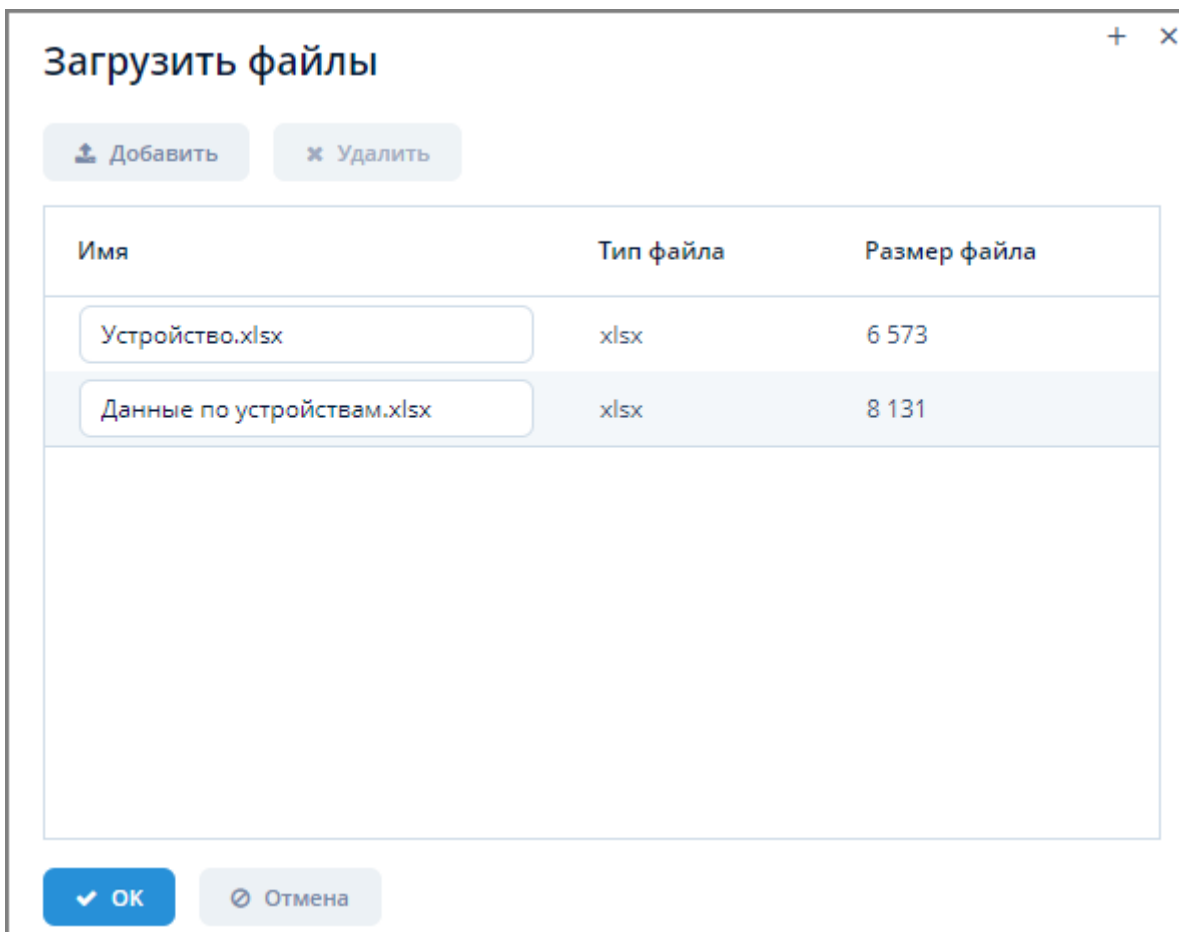 Загрузить файлы
Добавить Удалить
Имя Тип файла Размер файла
Устройство.xlsx xlsx 6 573
Данные по устройствам.xlsx xlsx 8 131
ОК Отмена